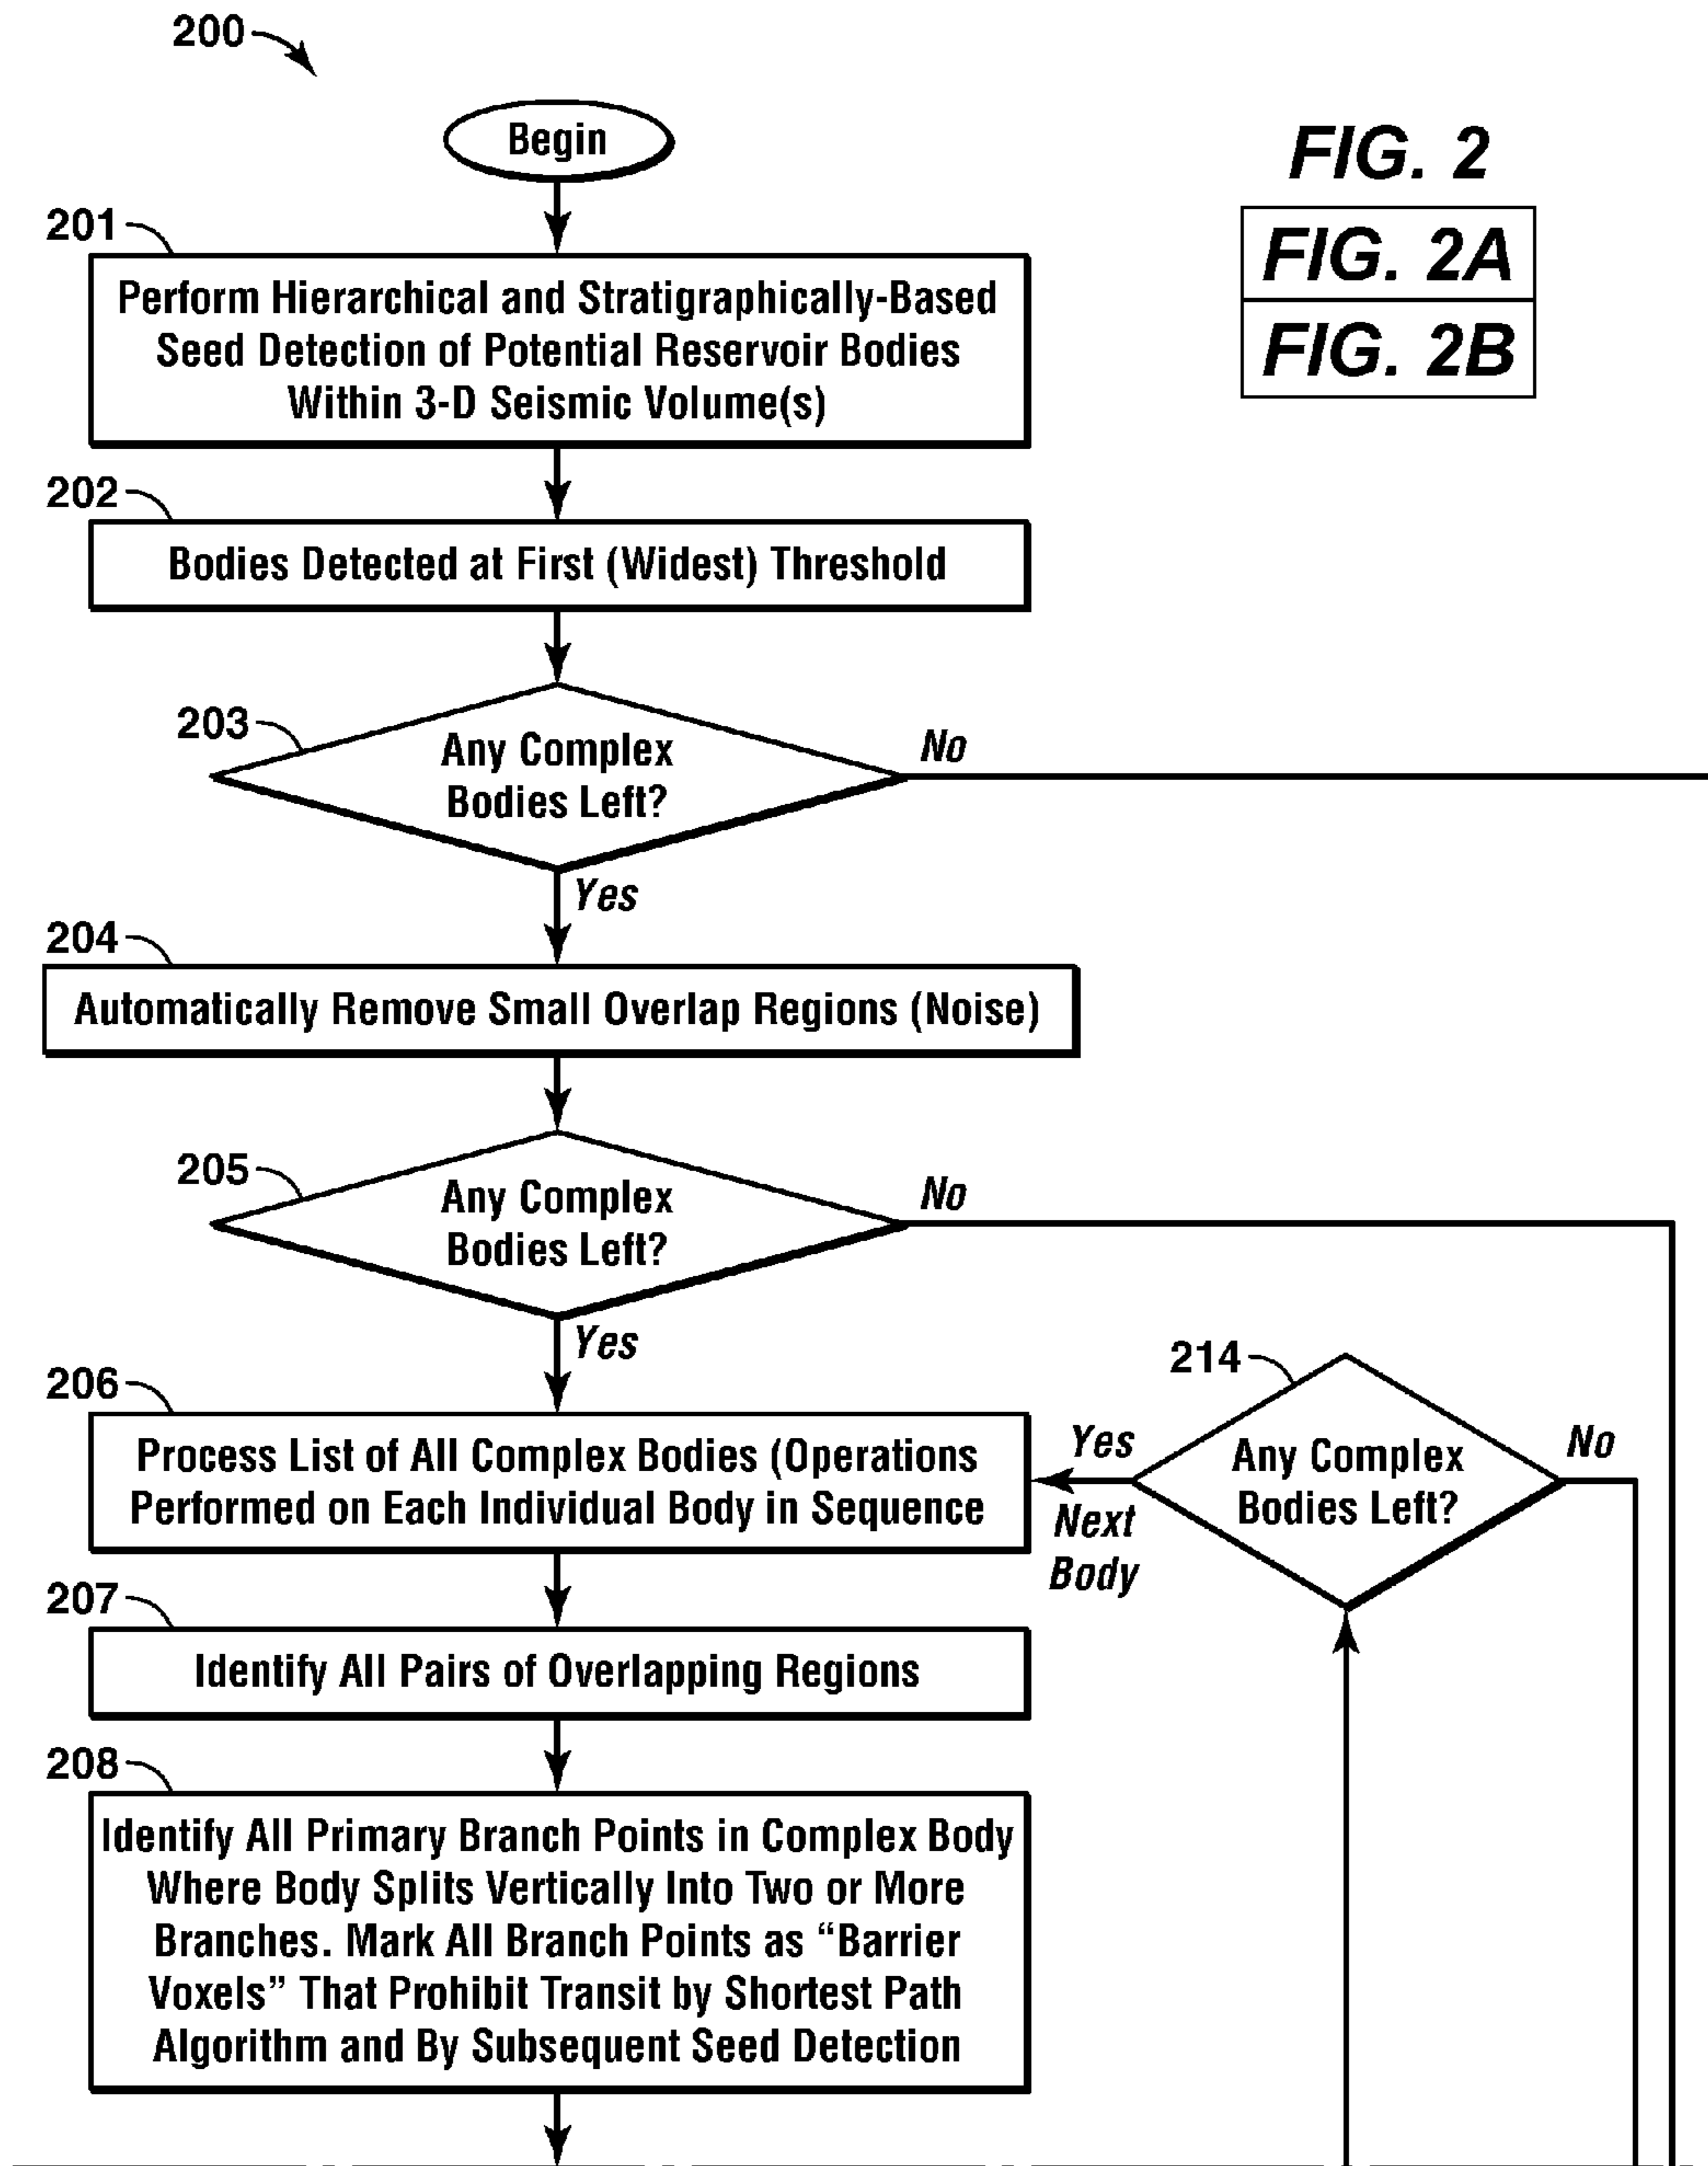 200
Begin
FIG. 2
FIG. 2A
FIG. 2B
201
Perform Hierarchical and Stratigraphically-Based
Seed Detection of Potential Reservoir Bodies
Within 3-D Seismic Volume(s)
202
Bodies Detected at First (Widest) Threshold
203
Any Complex
Bodies Left?
No
Yes
204
Automatically Remove Small Overlap Regions (Noise)
205
Any Complex
Bodies Left?
No
Yes
206
Process List of All Complex Bodies (Operations
Performed on Each Individual Body in Sequence
214
Any Complex
Bodies Left?
Yes
Next
Body
No
207
Identify All Pairs of Overlapping Regions
208
Identify All Primary Branch Points in Complex Body
Where Body Splits Vertically Into Two or More
Branches. Mark All Branch Points as “Barrier
Voxels” That Prohibit Transit by Shortest Path
Algorithm and By Subsequent Seed Detection